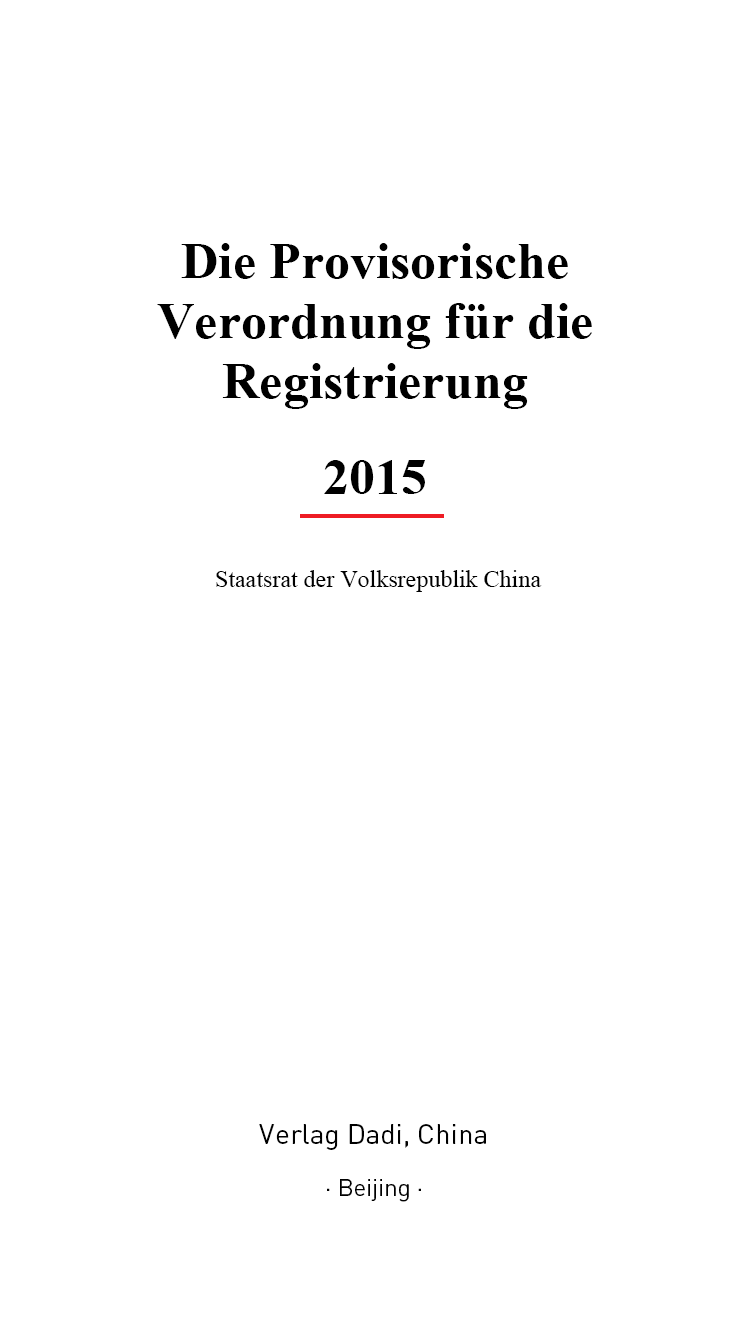 Die Provisorische
Verordnung für die
Registrierung
2015
Staatsrat der Volksrepublik China
Verlag Dadi, China
· Beijing ·